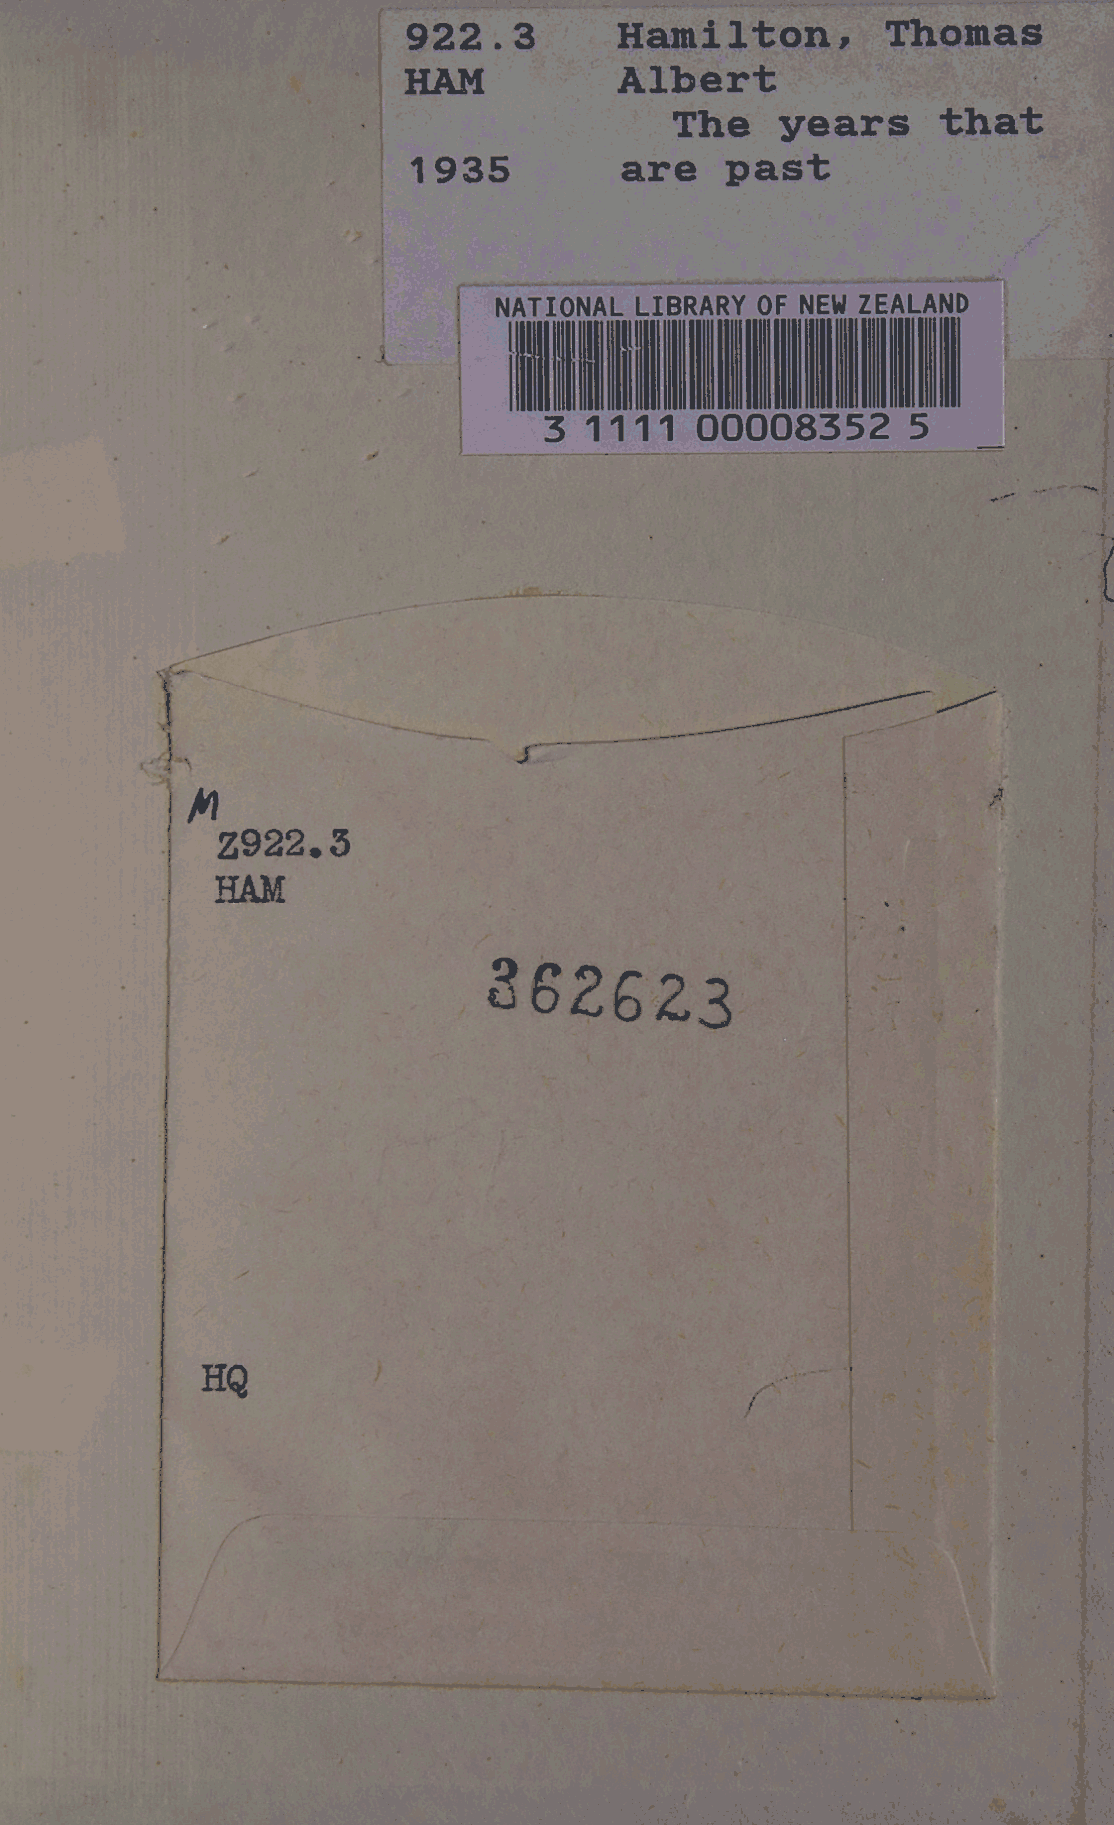 922.3 Hamilton, Thomas
HAM Albert
The years that
1935 are past
NATIONAL LIBRARY OF NEW ZEALAND
3 1111 00008352 5
M
Z922.3
HAM
362623
HQ